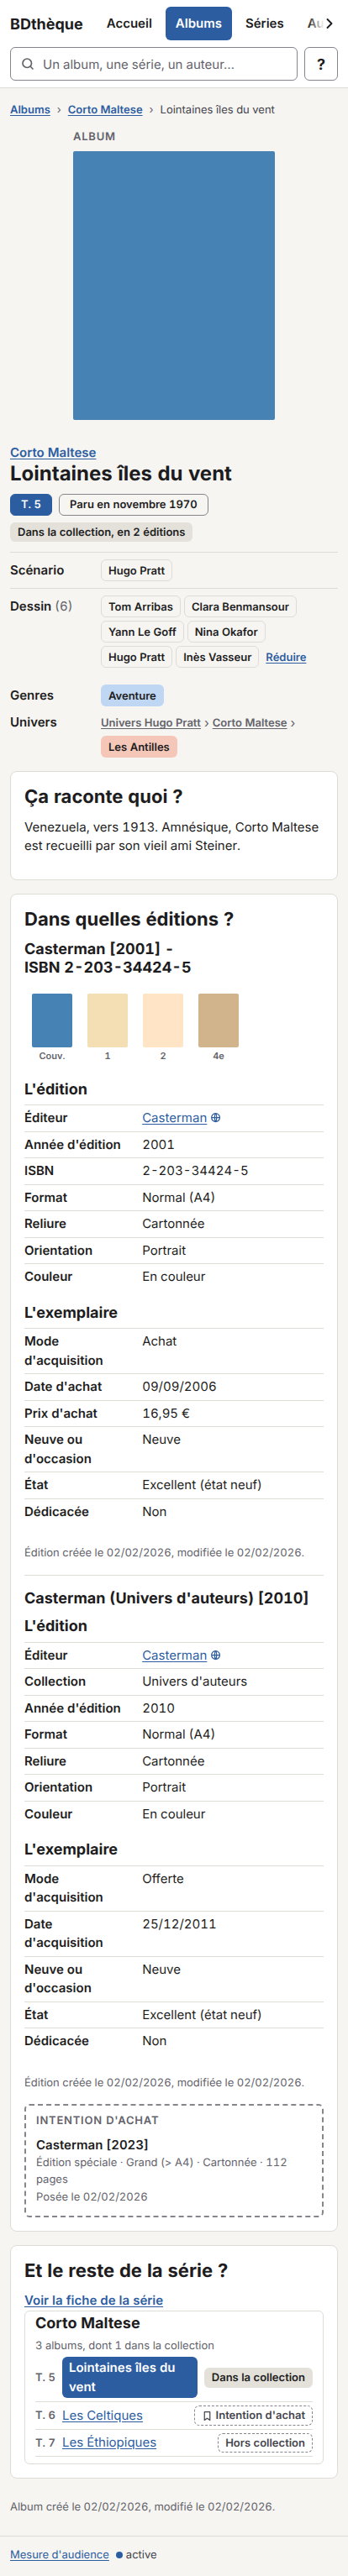 BDthèque Accueil Albums Séries Au
Un album, une série, un auteur... ?
Albums › Corto Maltese › Lointaines îles du vent
ALBUM
Corto Maltese
Lointaines îles du vent
T. 5 Paru en novembre 1970
Dans la collection, en 2 éditions
Scénario Hugo Pratt
Dessin (6) Tom Arribas Clara Benmansour
Yann Le Goff Nina Okafor
Hugo Pratt Inès Vasseur Réduire
Genres Aventure
Univers Univers Hugo Pratt › Corto Maltese ›
Les Antilles
Ça raconte quoi ?
Venezuela, vers 1913. Amnésique, Corto Maltese
est recueilli par son vieil ami Steiner.
Dans quelles éditions ?
Casterman [2001] -
ISBN 2-203-34424-5
Couv. 1 2 4e
L'édition
Éditeur Casterman
Année d'édition 2001
ISBN 2-203-34424-5
Format Normal (A4)
Reliure Cartonnée
Orientation Portrait
Couleur En couleur
L'exemplaire
Mode Achat
d'acquisition
Date d'achat 09/09/2006
Prix d'achat 16,95 €
Neuve ou Neuve
d'occasion
État Excellent (état neuf)
Dédicacée Non
Édition créée le 02/02/2026, modifiée le 02/02/2026.
Casterman (Univers d'auteurs) [2010]
L'édition
Éditeur Casterman
Collection Univers d'auteurs
Année d'édition 2010
Format Normal (A4)
Reliure Cartonnée
Orientation Portrait
Couleur En couleur
L'exemplaire
Mode Offerte
d'acquisition
Date 25/12/2011
d'acquisition
Neuve ou Neuve
d'occasion
État Excellent (état neuf)
Dédicacée Non
Édition créée le 02/02/2026, modifiée le 02/02/2026.
INTENTION D'ACHAT
Casterman [2023]
Édition spéciale · Grand (> A4) · Cartonnée · 112
pages
Posée le 02/02/2026
Et le reste de la série ?
Voir la fiche de la série
Corto Maltese
3 albums, dont 1 dans la collection
T. 5 Lointaines îles du Dans la collection
vent
T. 6 Les Celtiques Intention d'achat
T. 7 Les Éthiopiques Hors collection
Album créé le 02/02/2026, modifié le 02/02/2026.
Mesure d'audience active